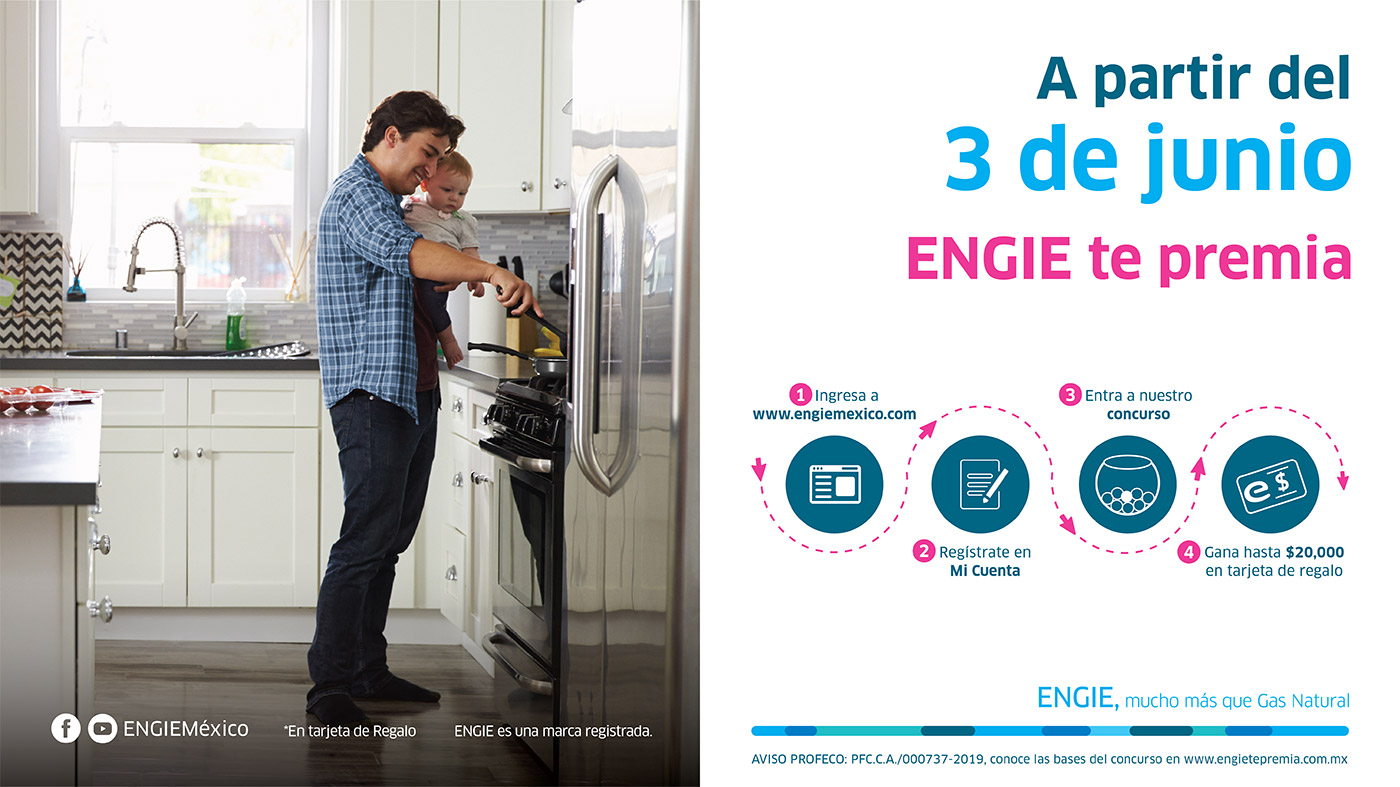 A partir del
3 de junio
ENGIE te premia
1 Ingresa a
www.engiemexico.com
2 Regístrate en
Mi Cuenta
3 Entra a nuestro
concurso
4 Gana hasta $20,000
en tarjeta de regalo
e $
ENGIE, mucho más que Gas Natural
AVISO PROFECO: PFC.C.A./000737-2019, conoce las bases del concurso en www.engietepremia.com.mx
f ENGIEMéxico
*En tarjeta de Regalo
ENGIE es una marca registrada.